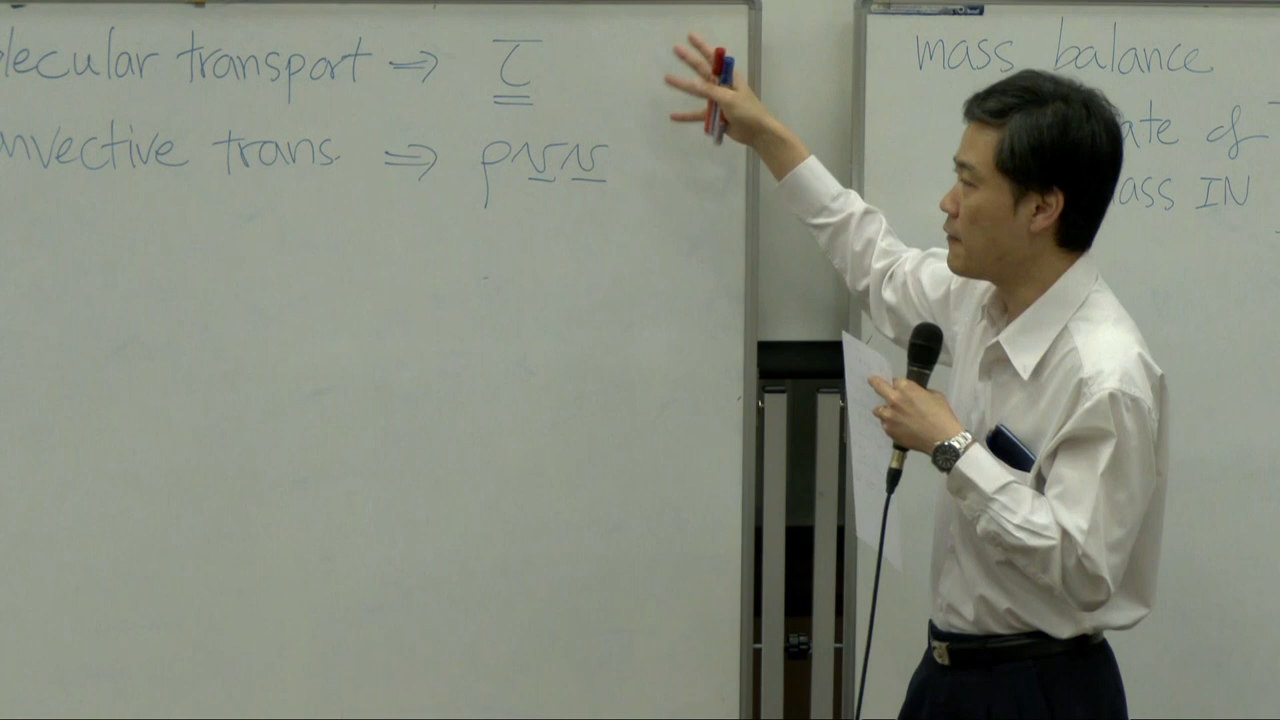 lecular transport ⇒ τ
nvective trans. ⇒ ρvv
mass balance
ate of
ass IN